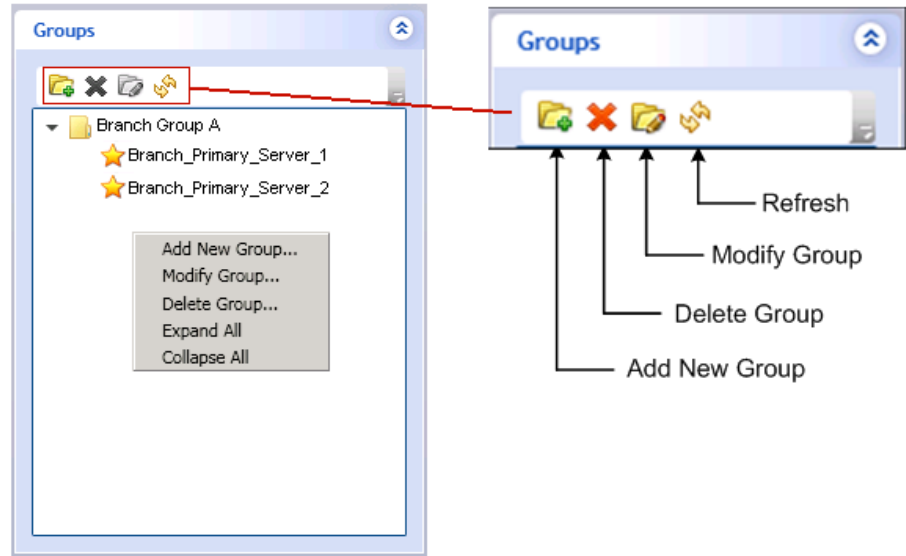 Groups
Branch Group A
Branch_Primary_Server_1
Branch_Primary_Server_2
Add New Group...
Modify Group...
Delete Group...
Expand All
Collapse All
Groups
Refresh
Modify Group
Delete Group
Add New Group